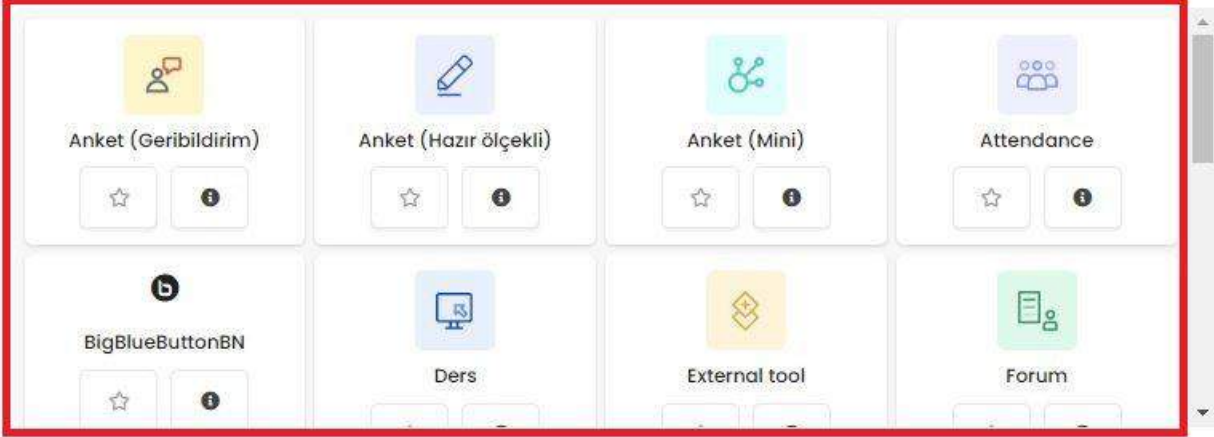 Anket (Geribildirim)
Anket (Hazır ölçekli)
Anket (Mini)
Attendance
BigBlueButtonBN
Ders
External tool
Forum